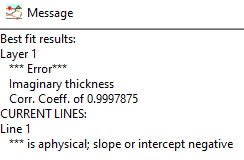 Message
Best fit results:
Layer 1
*** Error***
Imaginary thickness
Corr. Coeff. of 0.9997875
CURRENT LINES:
Line 1
*** is aphysical; slope or intercept negative